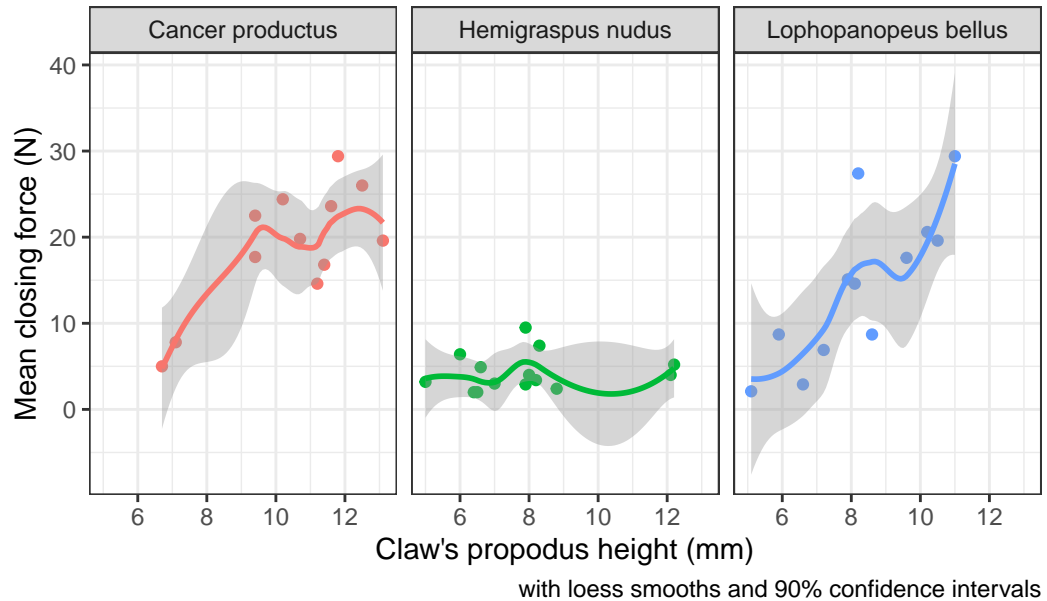 Cancer productus Hemigraspus nudus Lophopanopeus bellus
40
30
20
10
0
Mean closing force (N)
6 8 10 12 6 8 10 12 6 8 10 12
Claw's propodus height (mm)
with loess smooths and 90% confidence intervals